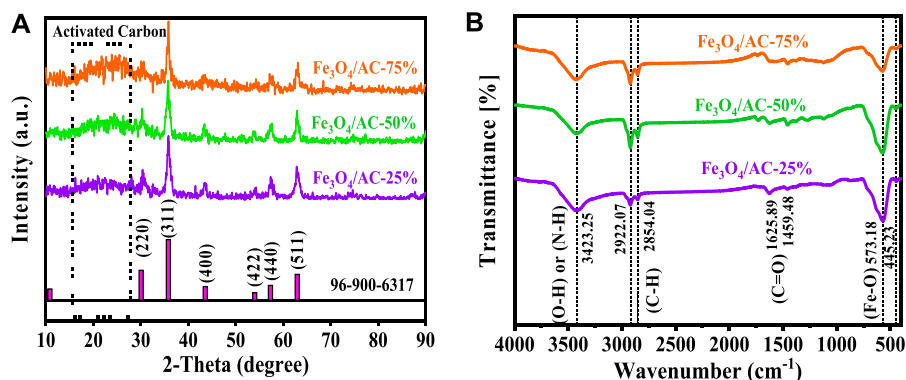 A
Activated Carbon
Fe₃O₄/AC-75%
Fe₃O₄/AC-50%
Fe₃O₄/AC-25%
(220)
(311)
(400)
(422)
(440)
(511)
96-900-6317
10 20 30 40 50 60 70 80 90
2-Theta (degree)
Intensity (a.u.)
B
Fe₃O₄/AC-75%
Fe₃O₄/AC-50%
Fe₃O₄/AC-25%
(O-H) or (N-H)
3423.25
2922.07
2854.04
(C-H)
1625.89
(C=O)
1459.48
(Fe-O) 573.18
445.23
4000 3500 3000 2500 2000 1500 1000 500
Wavenumber (cm⁻¹)
Transmittance [%]